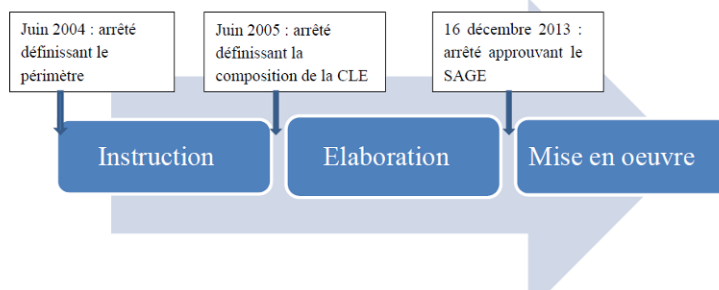 Juin 2004 : arrêté
définissant le
périmètre
Juin 2005 : arrêté
définissant la
composition de la CLE
16 décembre 2013 :
arrêté approuvant le
SAGE
Instruction
Elaboration
Mise en oeuvre